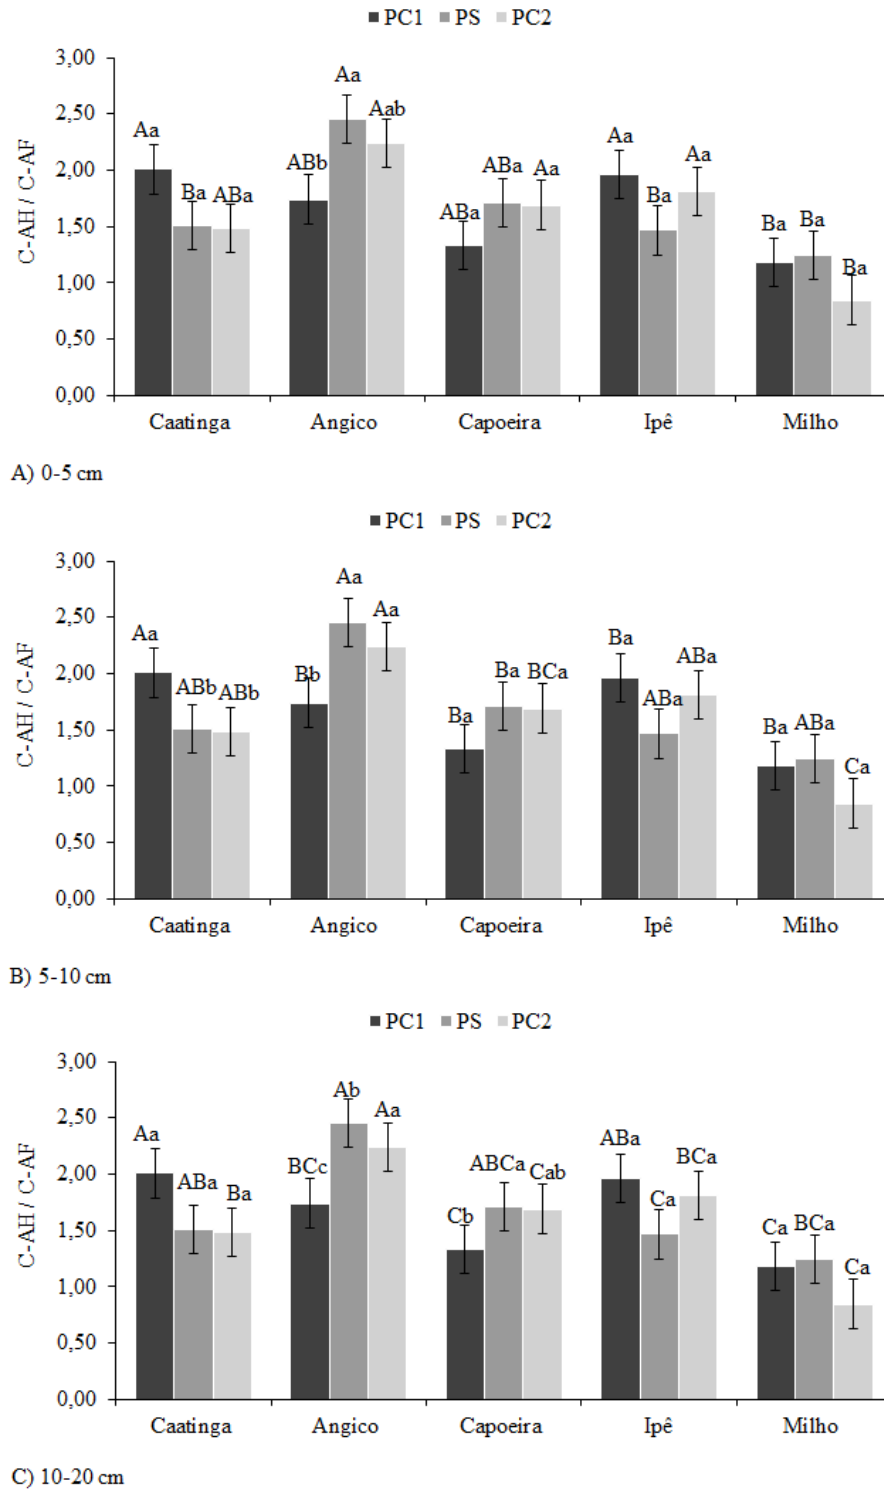 PC1 PS PC2
3,00
2,50
2,00
1,50
1,00
0,50
0,00
C-AH / C-AF
Aa Ba ABa
ABb Aa Aab
ABa ABa Aa
Aa Ba Aa
Ba Ba Ba
Caatinga Angico Capoeira Ipê Milho
A) 0-5 cm
PC1 PS PC2
3,00
2,50
2,00
1,50
1,00
0,50
0,00
C-AH / C-AF
Aa ABb ABb
Bb Aa Aa
Ba Ba BCa
Ba ABa ABa
Ba ABa Ca
Caatinga Angico Capoeira Ipê Milho
B) 5-10 cm
PC1 PS PC2
3,00
2,50
2,00
1,50
1,00
0,50
0,00
C-AH / C-AF
Aa ABa Ba
BCc Ab Aa
Cb ABCa Cab
ABa Ca BCa
Ca BCa Ca
Caatinga Angico Capoeira Ipê Milho
C) 10-20 cm